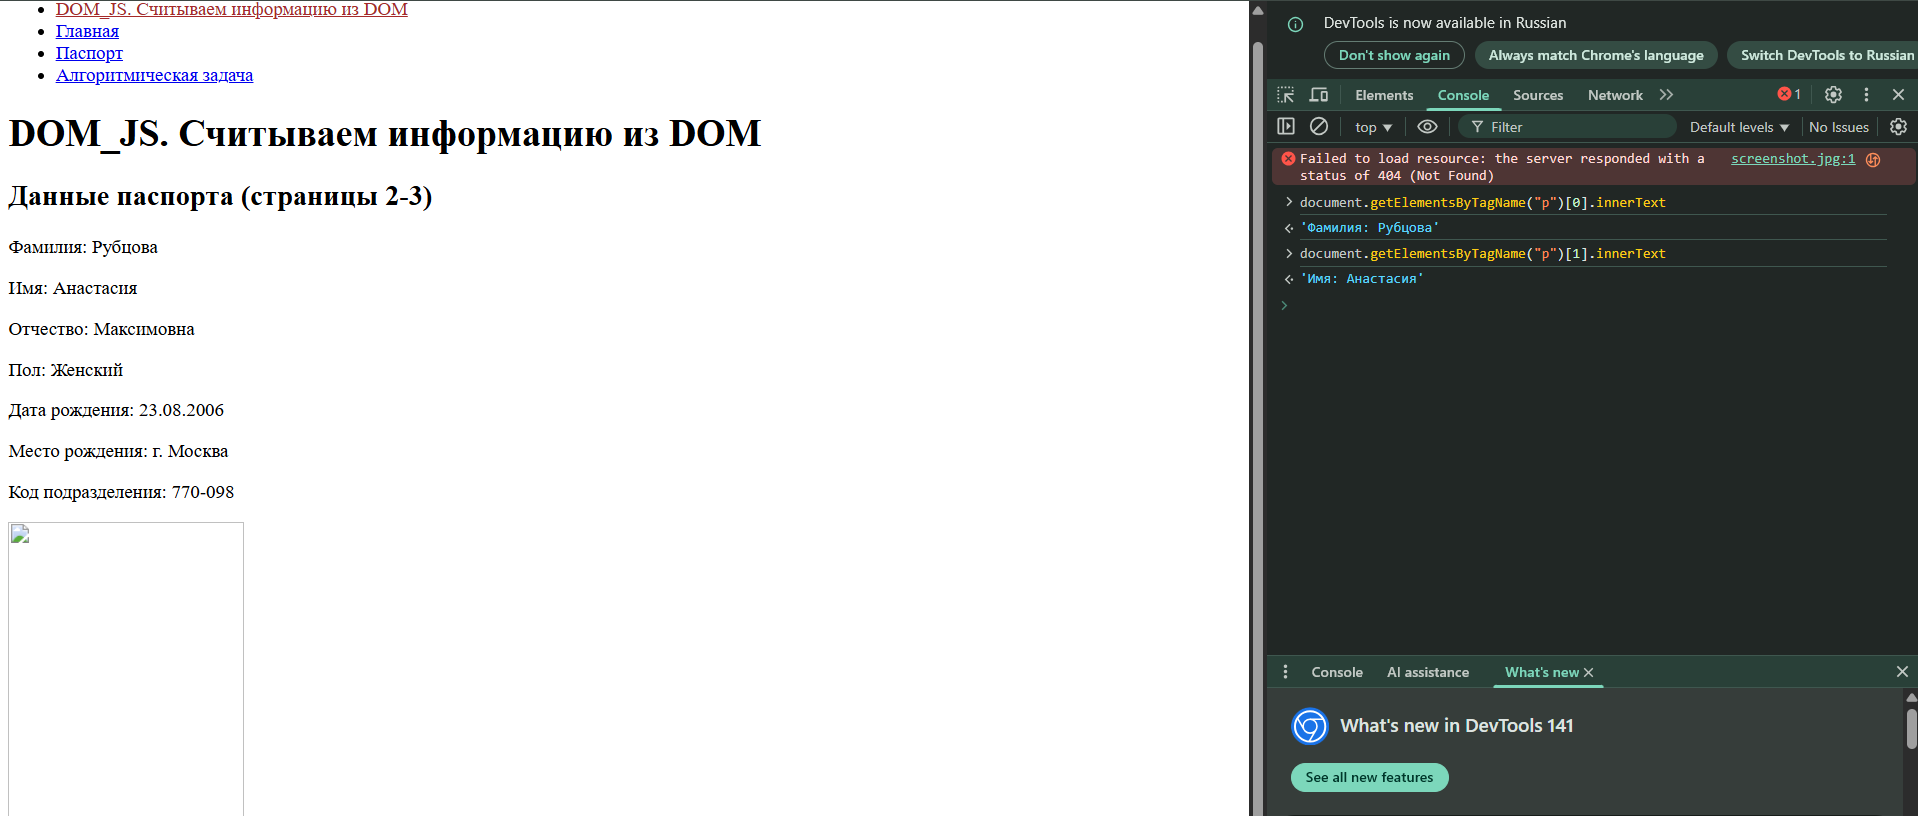 DOM_JS. Считываем информацию из DOM
Главная
Паспорт
Алгоритмическая задача
DOM_JS. Считываем информацию из DOM
Данные паспорта (страницы 2-3)
Фамилия: Рубцова
Имя: Анастасия
Отчество: Максимовна
Пол: Женский
Дата рождения: 23.08.2006
Место рождения: г. Москва
Код подразделения: 770-098
DevTools is now available in Russian
Don't show again Always match Chrome's language Switch DevTools to Russian
Elements Console Sources Network 1
top Filter Default levels No Issues
Failed to load resource: the server responded with a screenshot.jpg:1
status of 404 (Not Found)
document.getElementsByTagName("p")[0].innerText
'Фамилия: Рубцова'
document.getElementsByTagName("p")[1].innerText
'Имя: Анастасия'
Console AI assistance What's new
What's new in DevTools 141
See all new features